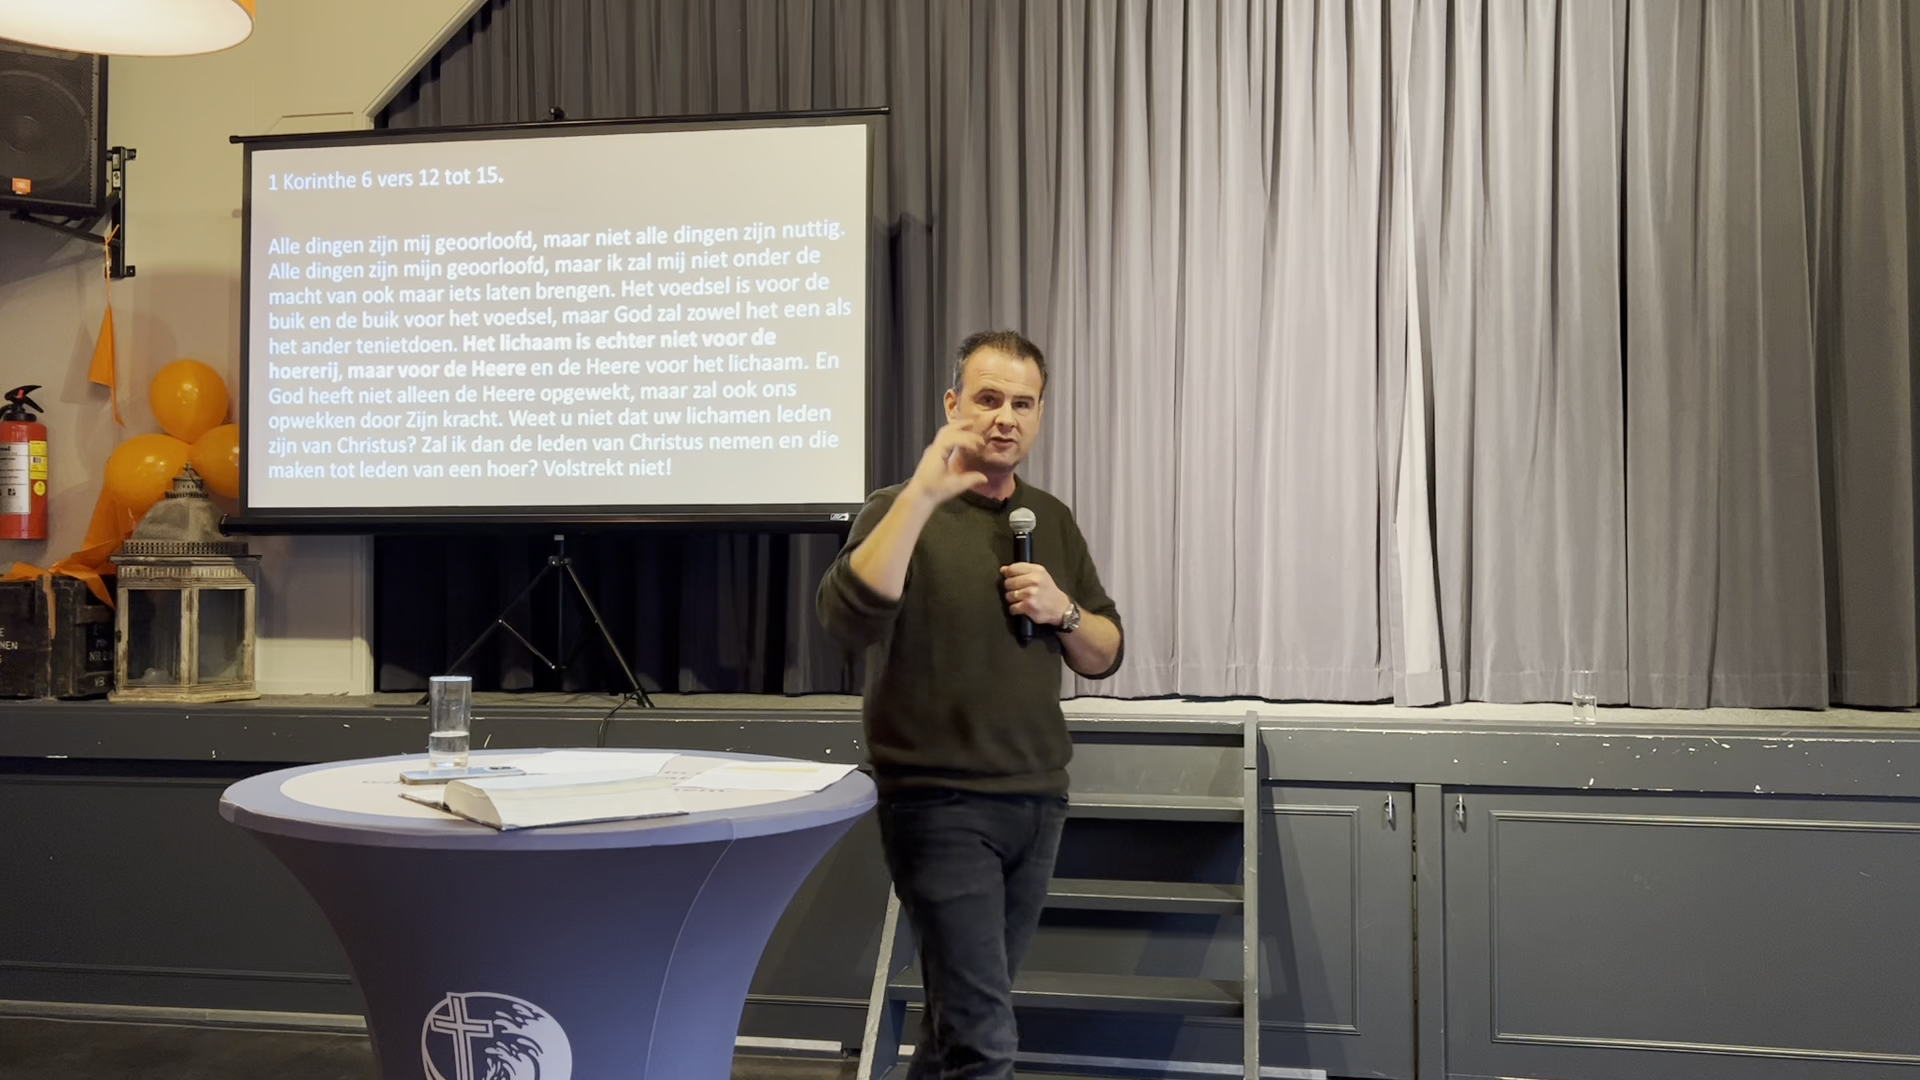 1 Korinthe 6 vers 12 tot 15.
Alle dingen zijn mij geoorloofd, maar niet alle dingen zijn nuttig.
Alle dingen zijn mijn geoorloofd, maar ik zal mij niet onder de
macht van ook maar iets laten brengen. Het voedsel is voor de
buik en de buik voor het voedsel, maar God zal zowel het een als
het ander tenietdoen. Het lichaam is echter niet voor de
hoererij, maar voor de Heere en de Heere voor het lichaam. En
God heeft niet alleen de Heere opgewekt, maar zal ook ons
opwekken door Zijn kracht. Weet u niet dat uw lichamen leden
zijn van Christus? Zal ik dan de leden van Christus nemen en die
maken tot leden van een hoer? Volstrekt niet!
JBL